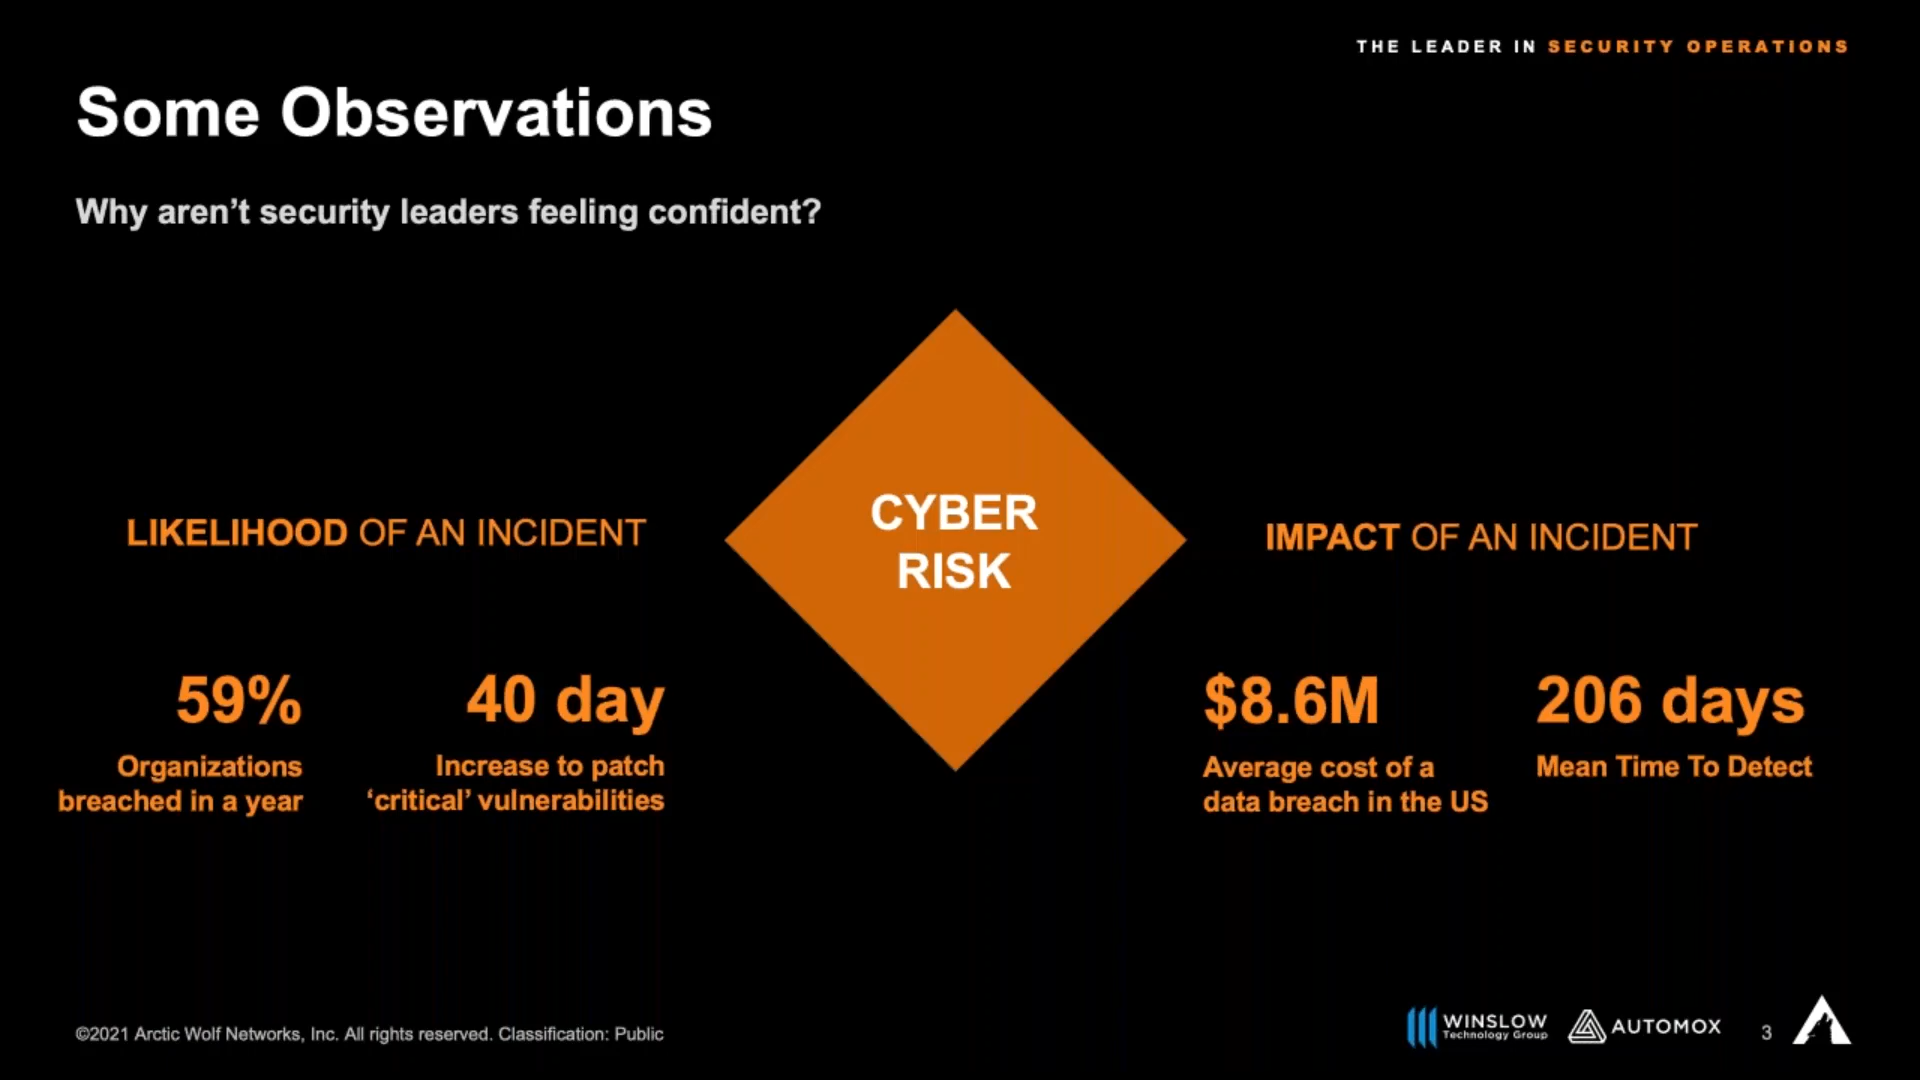 THE LEADER IN SECURITY OPERATIONS
Some Observations
Why aren’t security leaders feeling confident?
CYBER
RISK
LIKELIHOOD OF AN INCIDENT
59%
Organizations
breached in a year
40 day
Increase to patch
‘critical’ vulnerabilities
IMPACT OF AN INCIDENT
$8.6M
Average cost of a
data breach in the US
206 days
Mean Time To Detect
©2021 Arctic Wolf Networks, Inc. All rights reserved. Classification: Public
WINSLOW
Technology Group
AUTOMOX
3